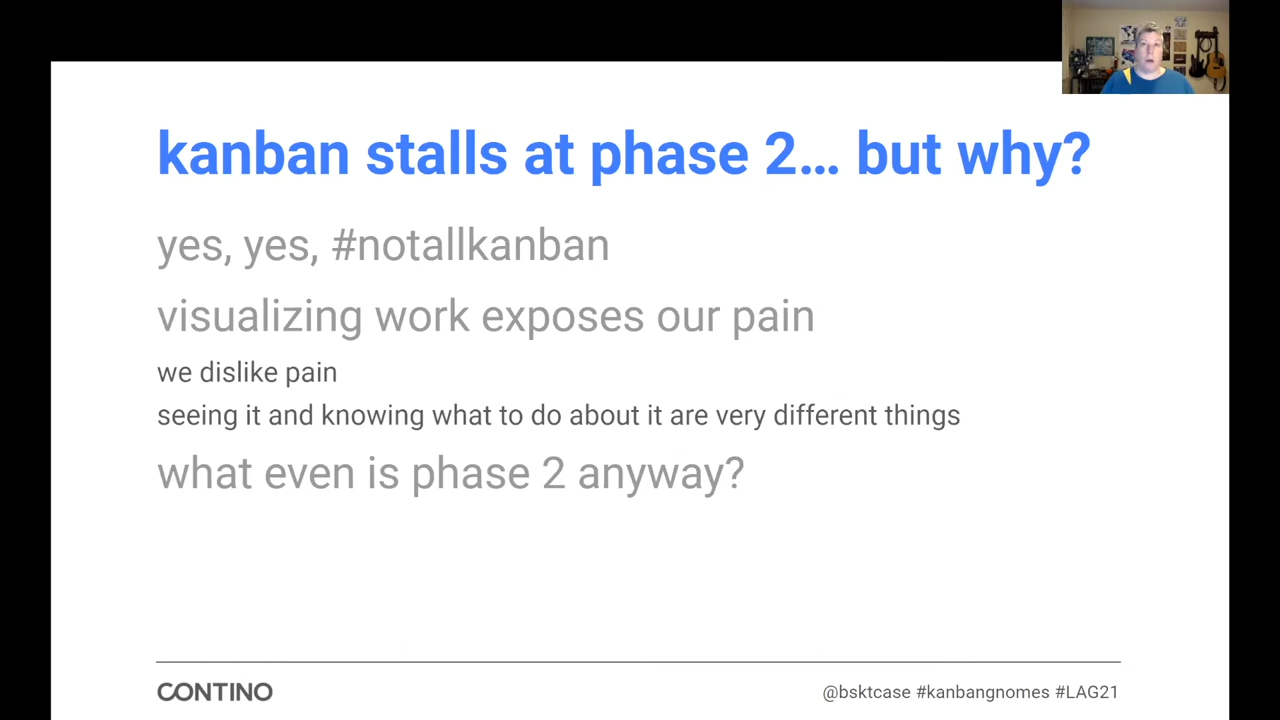 kanban stalls at phase 2... but why?
yes, yes, #notallkanban
visualizing work exposes our pain
we dislike pain
seeing it and knowing what to do about it are very different things
what even is phase 2 anyway?
CONTINO
@bsktcase #kanbangnomes #LAG21